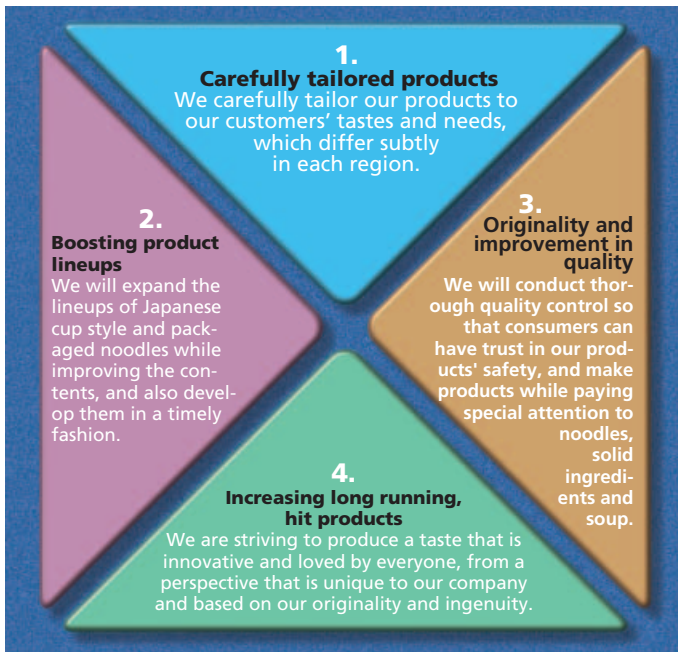 1.
Carefully tailored products
We carefully tailor our products to
our customers’ tastes and needs,
which differ subtly
in each region.
2.
Boosting product
lineups
We will expand the
lineups of Japanese
cup style and pack-
aged noodles while
improving the con-
tents, and also devel-
op them in a timely
fashion.
3.
Originality and
improvement in
quality
We will conduct thor-
ough quality control so
that consumers can
have trust in our prod-
ucts' safety, and make
products while paying
special attention to
noodles,
solid
ingredi-
ents and
soup.
4.
Increasing long running,
hit products
We are striving to produce a taste that is
innovative and loved by everyone, from a
perspective that is unique to our company
and based on our originality and ingenuity.